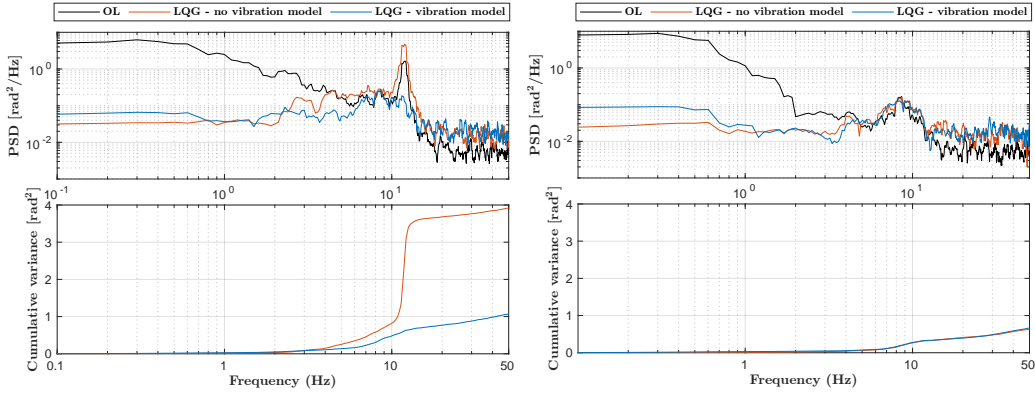 OL LQG - no vibration model LQG - vibration model
PSD [rad²/Hz]
10⁰
10⁻²
10⁻¹ 10⁰ 10¹
Cumulative variance [rad²]
4
3
2
1
0
0.1 1 10 50
Frequency (Hz)
OL LQG - no vibration model LQG - vibration model
PSD [rad²/Hz]
10⁰
10⁻²
10⁰ 10¹
Cumulative variance [rad²]
4
3
2
1
0
1 10 50
Frequency (Hz)